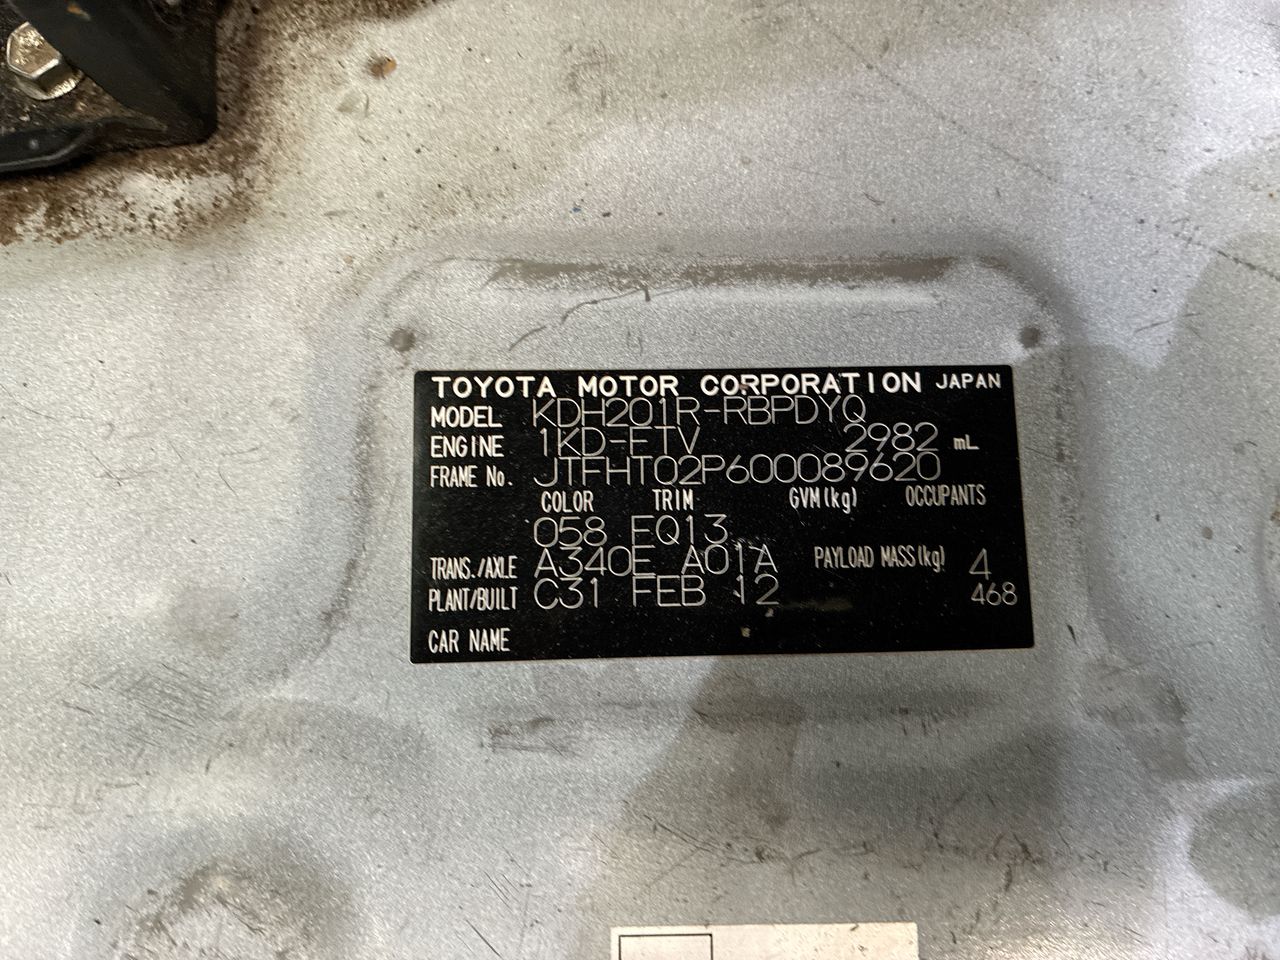 TOYOTA MOTOR CORPORATION JAPAN
MODEL KDH201R-RBPDYQ
ENGINE 1KD-FTV 2982 mL
FRAME No. JTFHT02P600089620
COLOR TRIM GVM(kg) OCCUPANTS
058 FQ13
TRANS./AXLE A340E A01A PAYLOAD MASS(kg) 4
PLANT/BUILT C31 FEB 12 468
CAR NAME